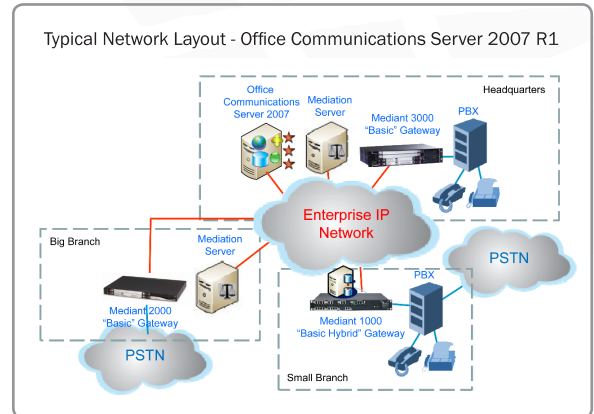 Typical Network Layout - Office Communications Server 2007 R1
Headquarters
Office
Communications
Server 2007
Mediation
Server
Mediant 3000
“Basic” Gateway
PBX
Enterprise IP
Network
Big Branch
Mediation
Server
Mediant 2000
“Basic” Gateway
PSTN
PSTN
PBX
Mediant 1000
“Basic Hybrid” Gateway
Small Branch